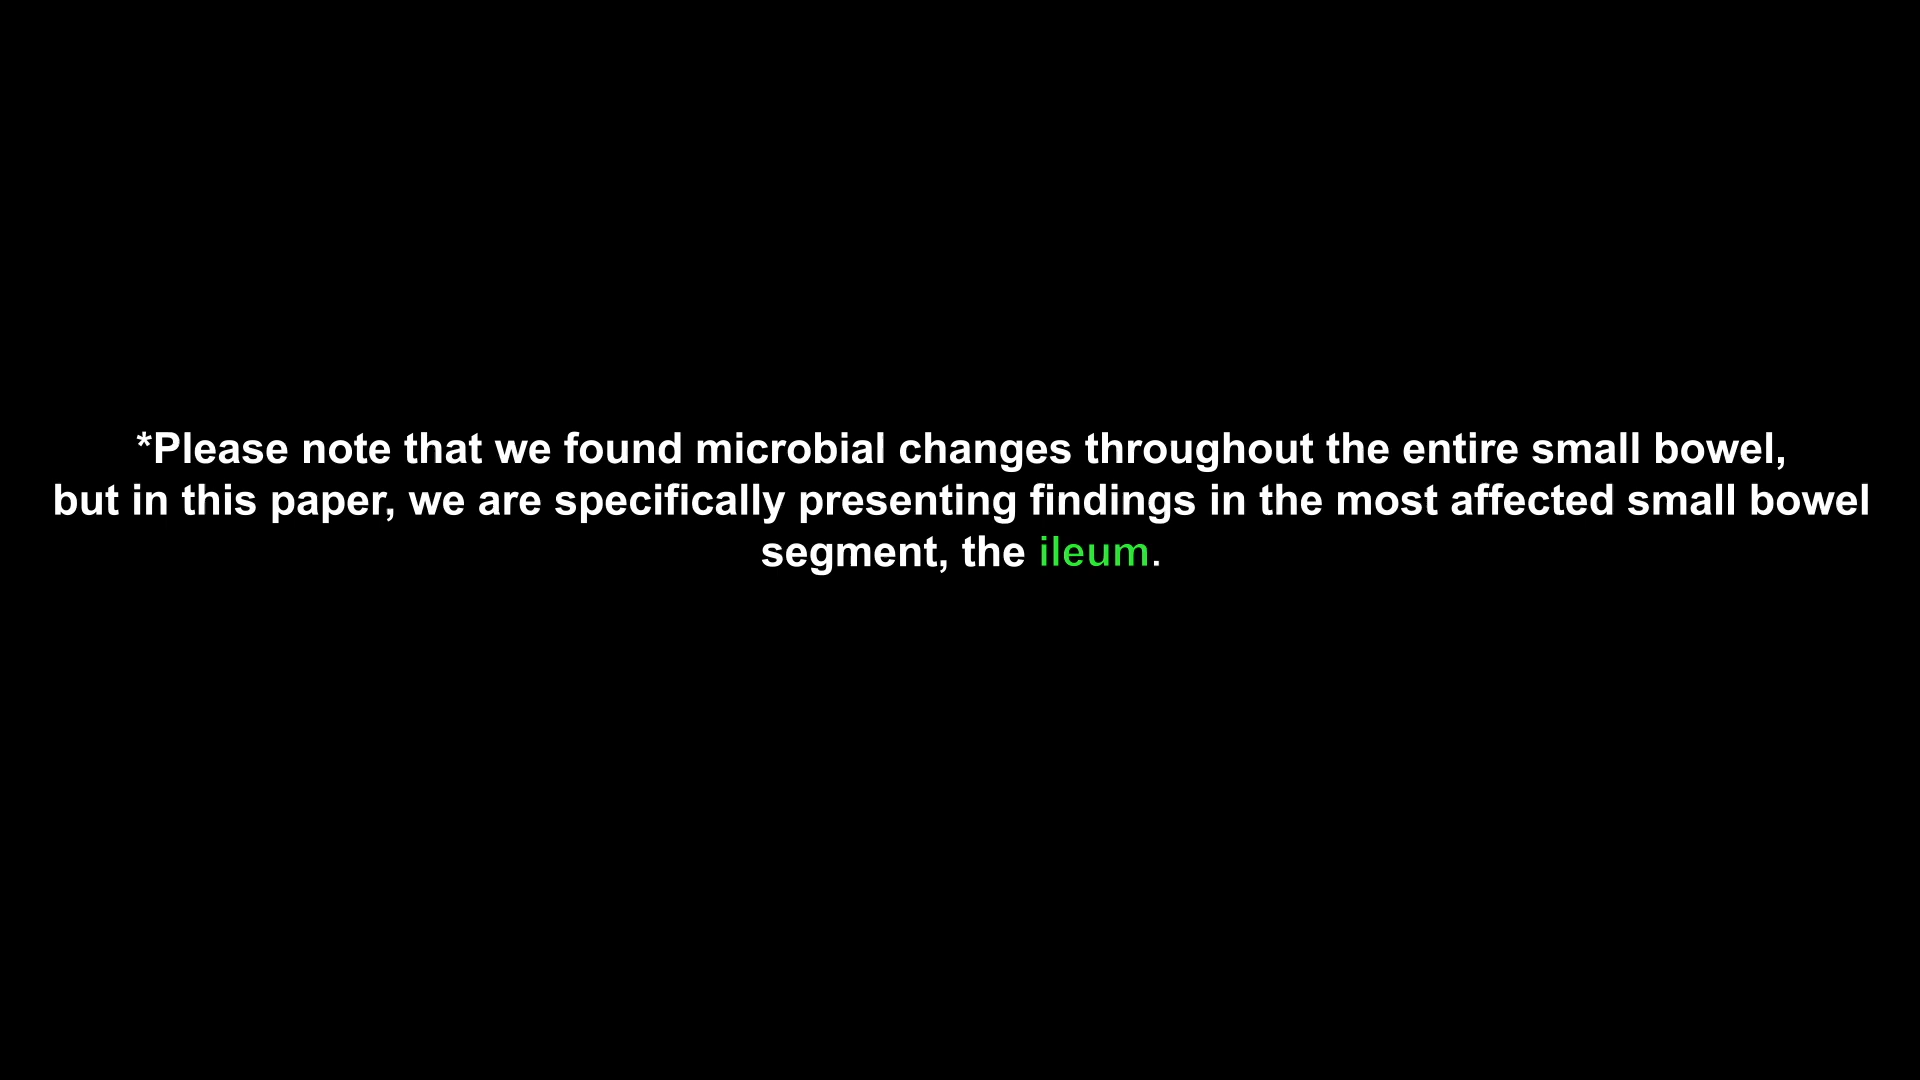 *Please note that we found microbial changes throughout the entire small bowel,
but in this paper, we are specifically presenting findings in the most affected small bowel
segment, the ileum.